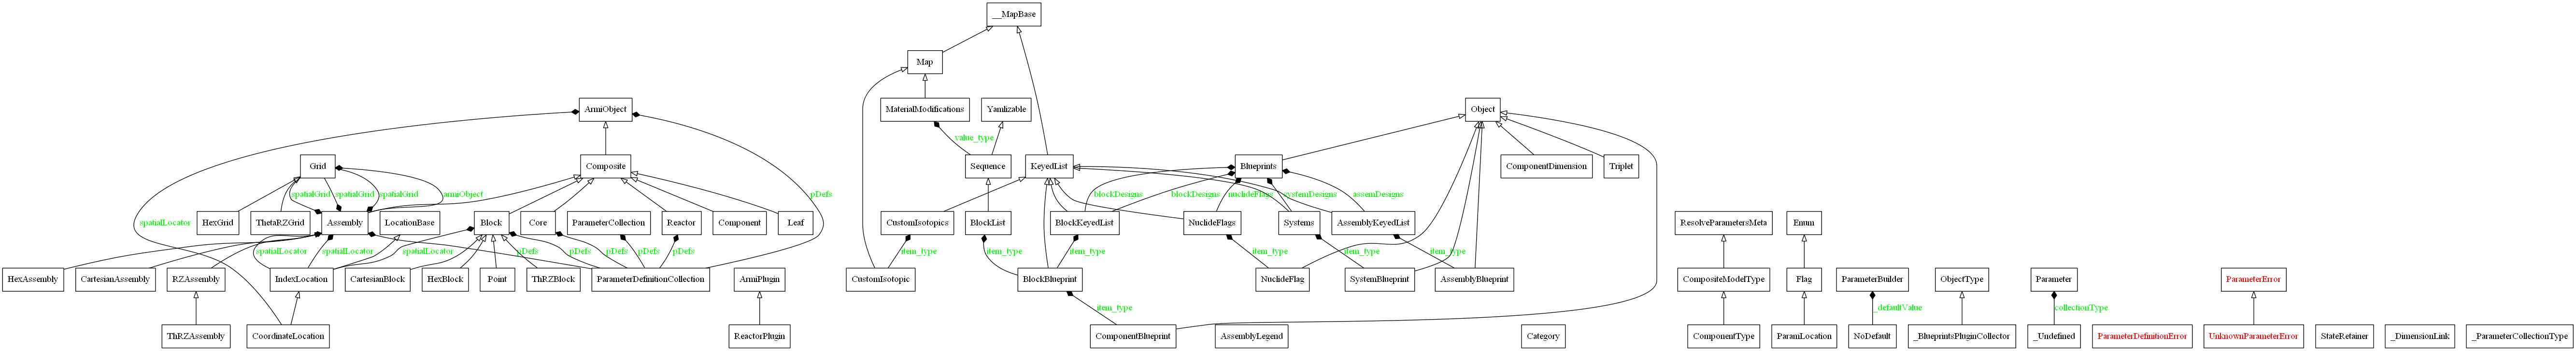 __MapBase
Map
ArmiObject
MaterialModifications
Yamlizable
Object
value_type
Grid
Composite
Sequence
KeyedList
Blueprints
ComponentDimension
Triplet
spatialGrid
spatialGrid
spatialGrid
armiObject
pDefs
blockDesigns
blockDesigns
nuclideFlags
systemDesigns
assemDesigns
spatialLocator
HexGrid
ThetaRZGrid
Assembly
LocationBase
Block
Core
ParameterCollection
Reactor
Component
Leaf
CustomIsotopics
BlockList
BlockKeyedList
NuclideFlags
Systems
AssemblyKeyedList
ResolveParametersMeta
Enum
spatialLocator
spatialLocator
spatialLocator
pDefs
pDefs
pDefs
pDefs
pDefs
item_type
item_type
item_type
item_type
item_type
item_type
HexAssembly
CartesianAssembly
RZAssembly
IndexLocation
CartesianBlock
HexBlock
Point
ThRZBlock
ParameterDefinitionCollection
ArmiPlugin
CustomIsotopic
BlockBlueprint
NuclideFlag
SystemBlueprint
AssemblyBlueprint
CompositeModelType
Flag
ParameterBuilder
ObjectType
Parameter
ParameterError
item_type
_defaultValue
collectionType
ThRZAssembly
CoordinateLocation
ReactorPlugin
ComponentBlueprint
AssemblyLegend
Category
ComponentType
ParamLocation
NoDefault
_BlueprintsPluginCollector
_Undefined
ParameterDefinitionError
UnknownParameterError
StateRetainer
_DimensionLink
_ParameterCollectionType